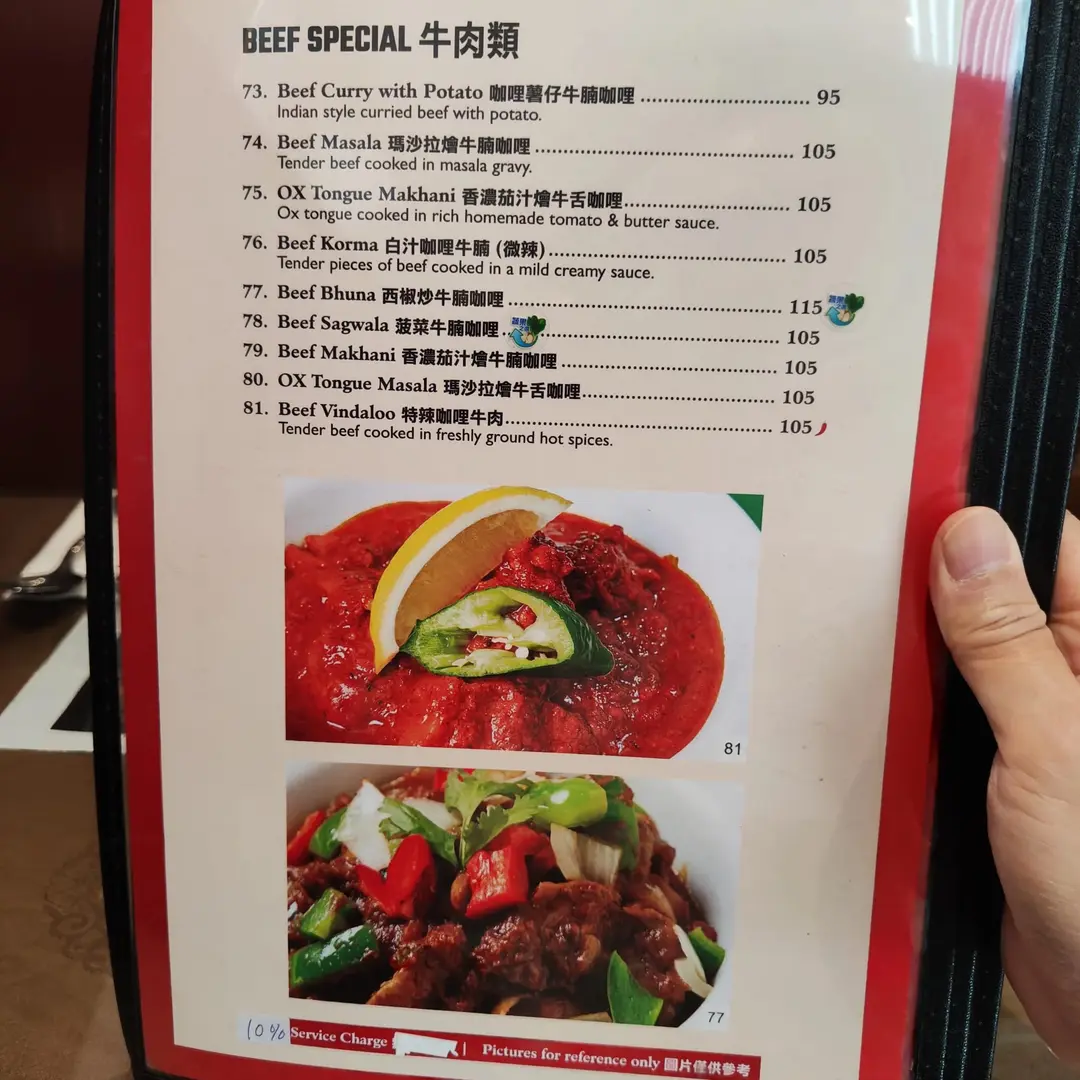 BEEF SPECIAL 牛肉類
73. Beef Curry with Potato 咖喱薯仔牛腩咖喱 ............................... 95
Indian style curried beef with potato.
74. Beef Masala 瑪沙拉燴牛腩咖喱 ............................................... 105
Tender beef cooked in masala gravy.
75. OX Tongue Makhani 香濃茄汁燴牛舌咖喱.............................. 105
Ox tongue cooked in rich homemade tomato & butter sauce.
76. Beef Korma 白汁咖喱牛腩 (微辣)........................................... 105
Tender pieces of beef cooked in a mild creamy sauce.
77. Beef Bhuna 西椒炒牛腩咖喱 .................................................. 115
78. Beef Sagwala 菠菜牛腩咖喱 .................................................. 105
79. Beef Makhani 香濃茄汁燴牛腩咖喱 ....................................... 105
80. OX Tongue Masala 瑪沙拉燴牛舌咖喱................................... 105
81. Beef Vindaloo 特辣咖喱牛肉.................................................. 105
Tender beef cooked in freshly ground hot spices.
81
77
10% Service Charge | Pictures for reference only 圖片僅供參考